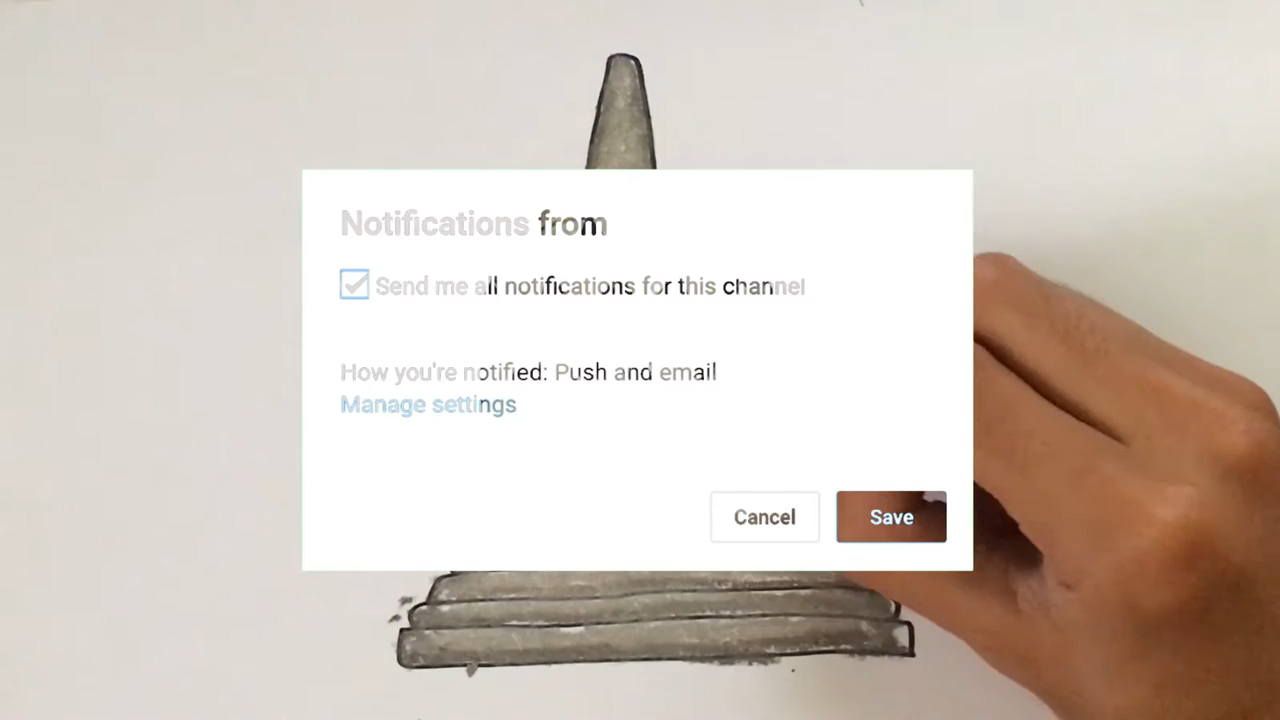 Notifications from
Send me all notifications for this channel
How you're notified: Push and email
Manage settings
Cancel
Save